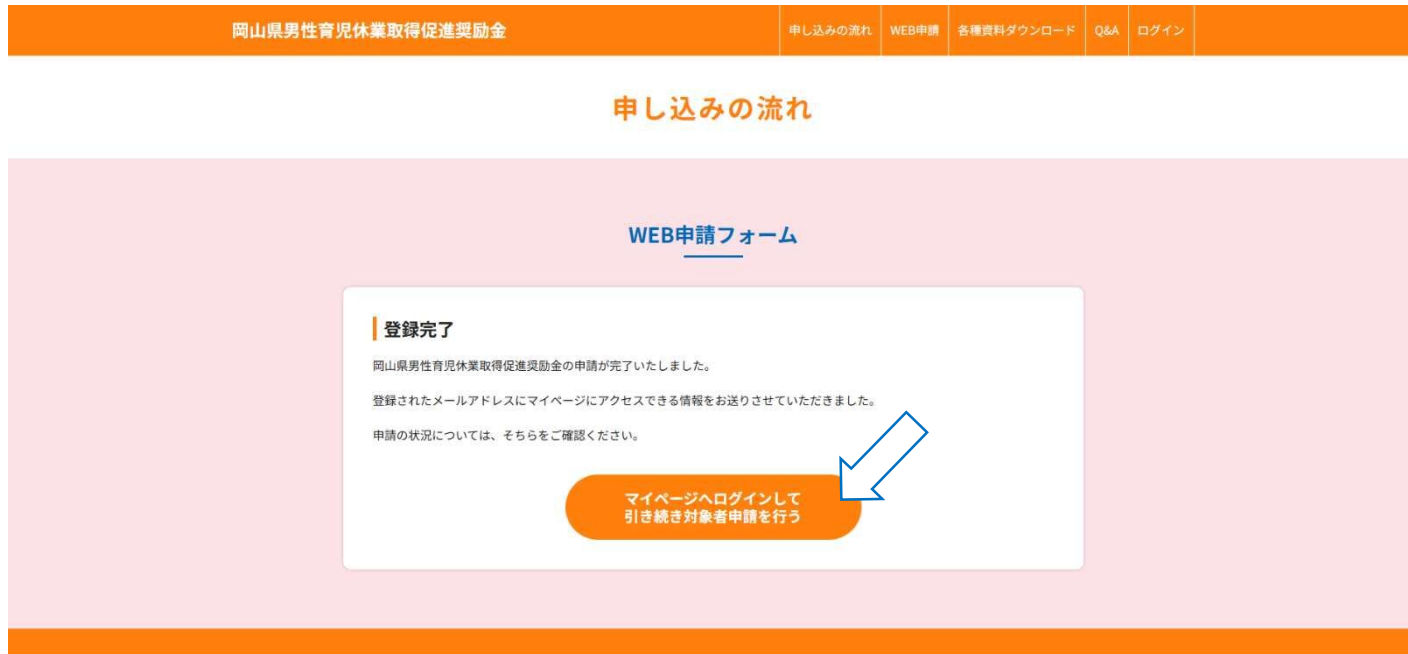 岡山県男性育児休業取得促進奨励金
申し込みの流れ
WEB申請
各種資料ダウンロード
Q&A
ログイン
申し込みの流れ
WEB申請フォーム
登録完了
岡山県男性育児休業取得促進奨励金の申請が完了いたしました。
登録されたメールアドレスにマイページにアクセスできる情報をお送りさせていただきました。
申請の状況については、そちらをご確認ください。
マイページへログインして
引き続き対象者申請を行う